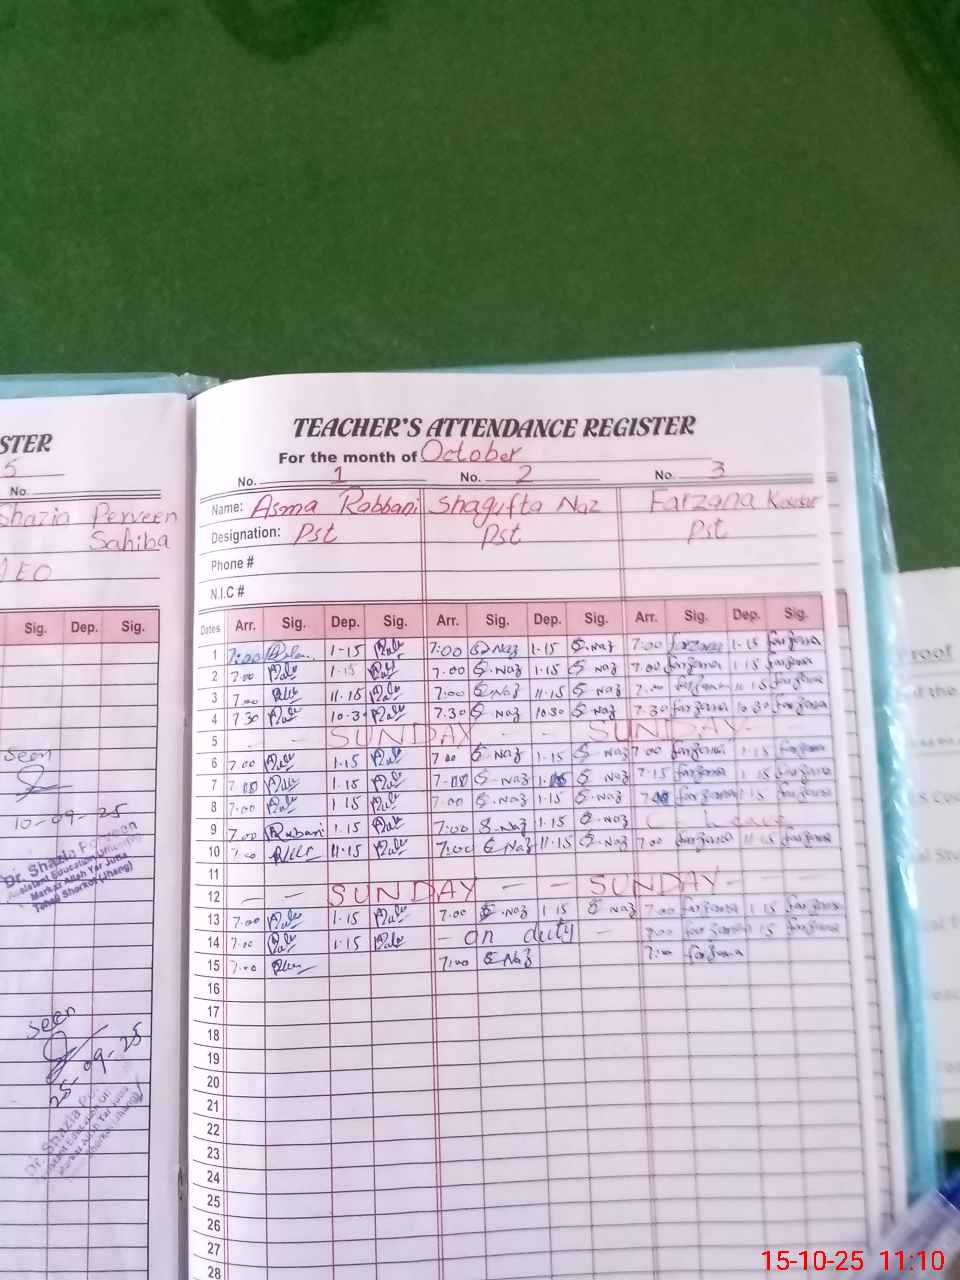 STER
5
No.
Shazia Perveen
Sahiba
AEO
Sig. Dep. Sig.
Seen
10-09-25
Dr. Shazia Perveen
Markaz Allah Yar Juta
Tehsil Shorkot (Jhang)
Seen
25-09-25
TEACHER'S ATTENDANCE REGISTER
For the month of October
No. 1 No. 2 No. 3
Name: Asma Rabbani Shagufta Naz Farzana Kausar
Designation: Pst Pst Pst
Phone #
N.I.C #
Dates Arr. Sig. Dep. Sig. Arr. Sig. Dep. Sig. Arr. Sig. Dep. Sig.
1 7:00 1-15 7:00 S.Naz 1-15 S.Naz 7:00 farzana 1.15 farzana
2 7.00 1-15 7.00 S.Naz 1.15 S.Naz 7.00 farzana 1.15 farzana
3 7.00 11.15 7:00 S.Naz 11.15 S.Naz 7.00 farzana 11.15 farzana
4 7.30 10.30 7.30 S.Naz 10.30 S.Naz 7.30 farzana 10.30 farzana
5 - - SUNDAY - - SUNDAY -
6 7.00 1.15 7.00 S.Naz 1.15 S.Naz 7.00 farzana 1.15 farzana
7 1.15 S.Naz S.Naz 7.15 farzana 1.15 farzana
8 7.00 1.15 7.00 S.Naz 1.15 S.Naz farzana 1.15 farzana
9 7.00 Rabbani 1.15 7:00 S.Naz 1.15 S.Naz C - Leave
10 7.00 11.15 7:00 S.Naz 11.15 S.Naz 7.00 farzana 11.15 farzana
11
12 - - SUNDAY - - SUNDAY -
13 7.00 1.15 7.00 S.Naz 1.15 S.Naz 7.00 farzana 1.15 farzana
14 7.00 1.15 - on duty - 7.00 farzana 1.15 farzana
15 7.00 7:00 S.Naz 7:00 farzana
16
17
18
19
20
21
22
23
24
25
26
27
28
15-10-25 11:10